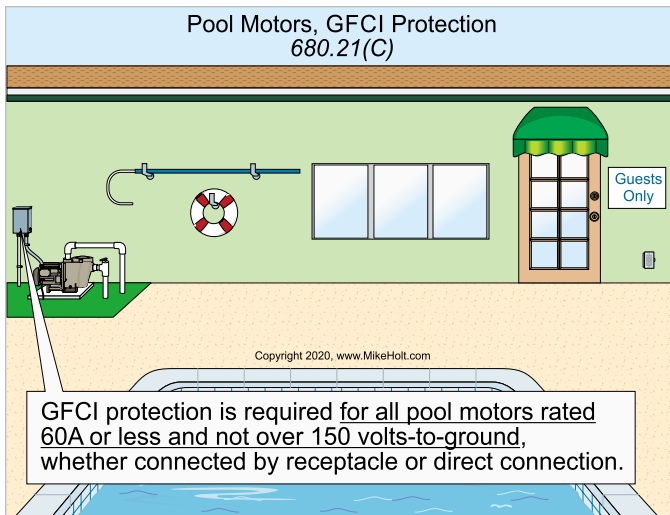 Pool Motors, GFCI Protection
680.21(C)
Guests
Only
Copyright 2020, www.MikeHolt.com
GFCI protection is required for all pool motors rated
60A or less and not over 150 volts-to-ground,
whether connected by receptacle or direct connection.